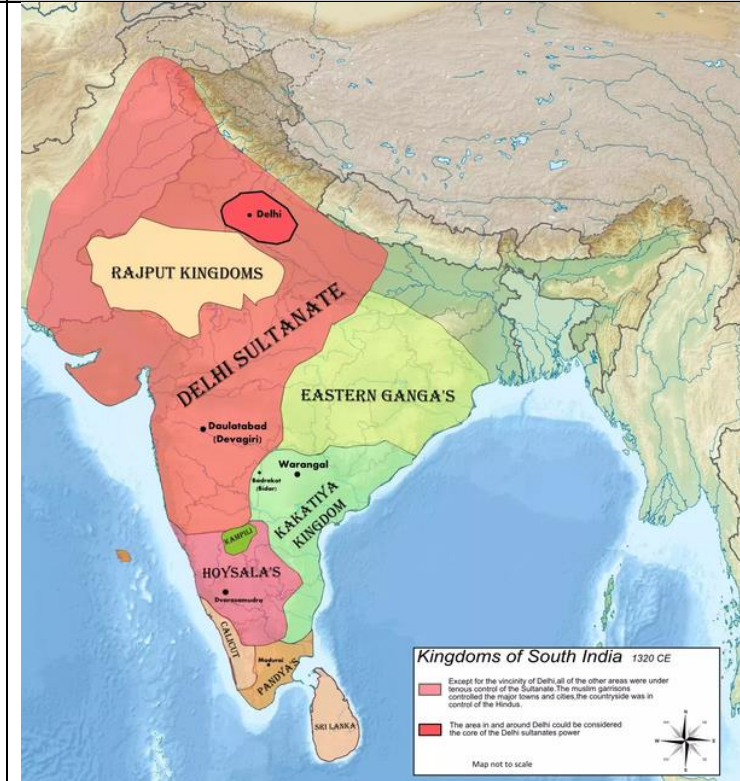 Delhi
RAJPUT KINGDOMS
DELHI SULTANATE
EASTERN GANGA'S
Daulatabad
(Devagiri)
Warangal
Badrakot
(Bidar)
KAKATIYA
KINGDOM
KAMPILI
HOYSALA'S
Dvarasamudra
CALICUT
Madurai
PANDYA'S
SRI LANKA
Kingdoms of South India 1320 CE
Except for the vincinity of Delhi,all of the other areas were under
tenous control of the Sultanate.The muslim garrisons
controlled the major towns and cities,the countryside was in
control of the Hindus.
The area in and around Delhi could be considered
the core of the Delhi sultanates power
Map not to scale
N
W
E
S